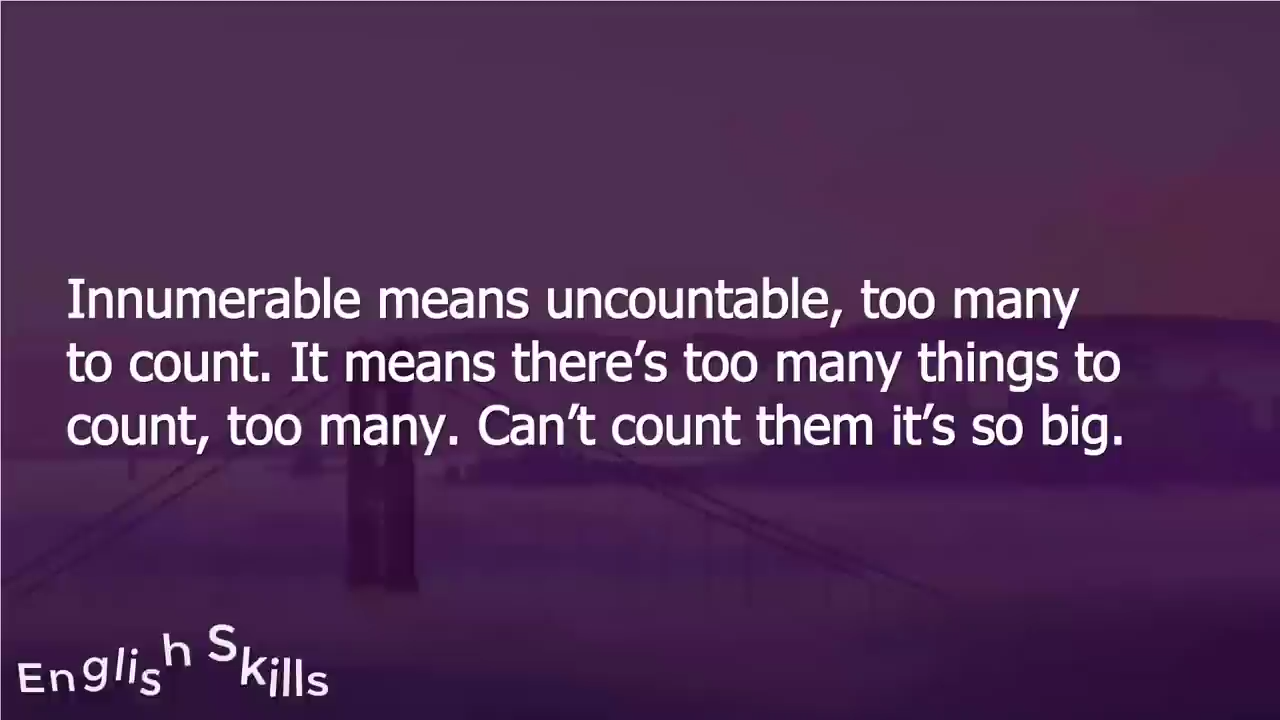 Innumerable means uncountable, too many
to count. It means there’s too many things to
count, too many. Can’t count them it’s so big.
English Skills